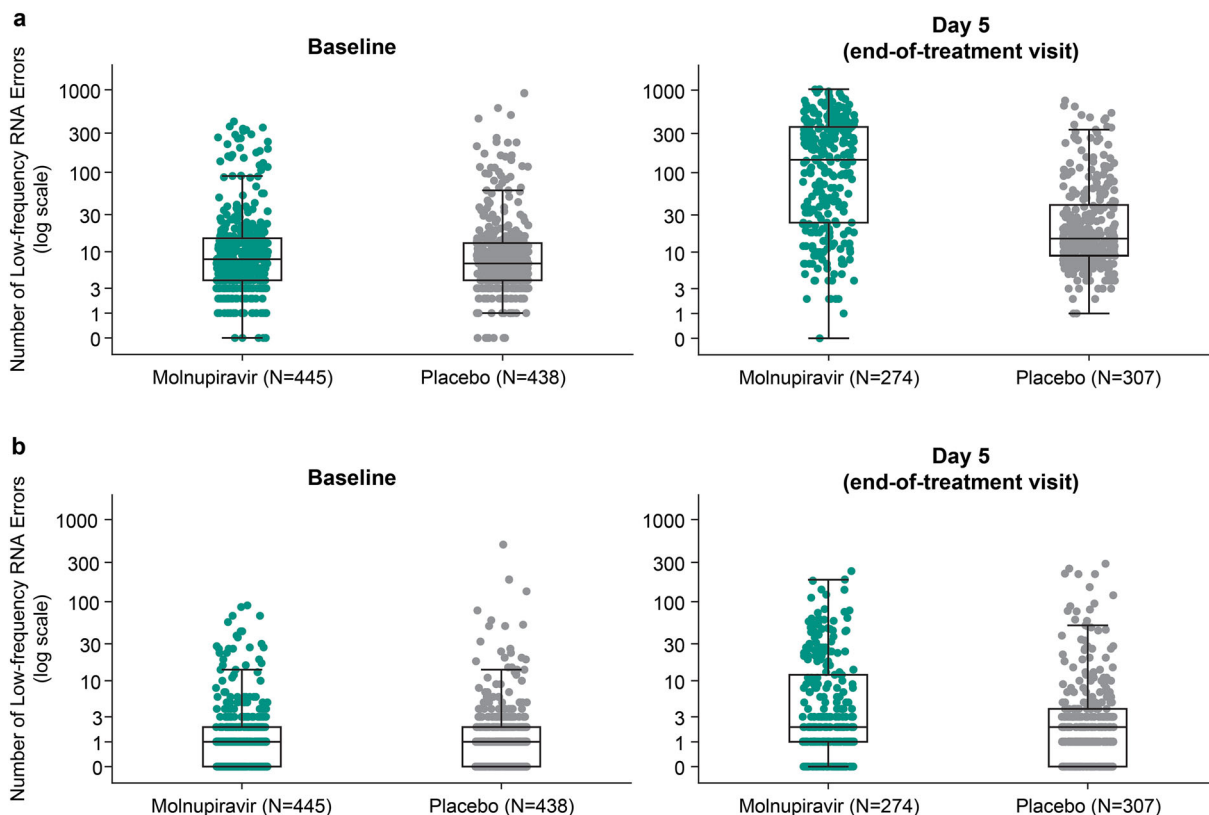 a
Baseline
Day 5
(end-of-treatment visit)
Number of Low-frequency RNA Errors
(log scale)
1000
300
100
30
10
3
1
0
1000
300
100
30
10
3
1
0
Molnupiravir (N=445)
Placebo (N=438)
Molnupiravir (N=274)
Placebo (N=307)
b
Baseline
Day 5
(end-of-treatment visit)
Number of Low-frequency RNA Errors
(log scale)
1000
300
100
30
10
3
1
0
1000
300
100
30
10
3
1
0
Molnupiravir (N=445)
Placebo (N=438)
Molnupiravir (N=274)
Placebo (N=307)